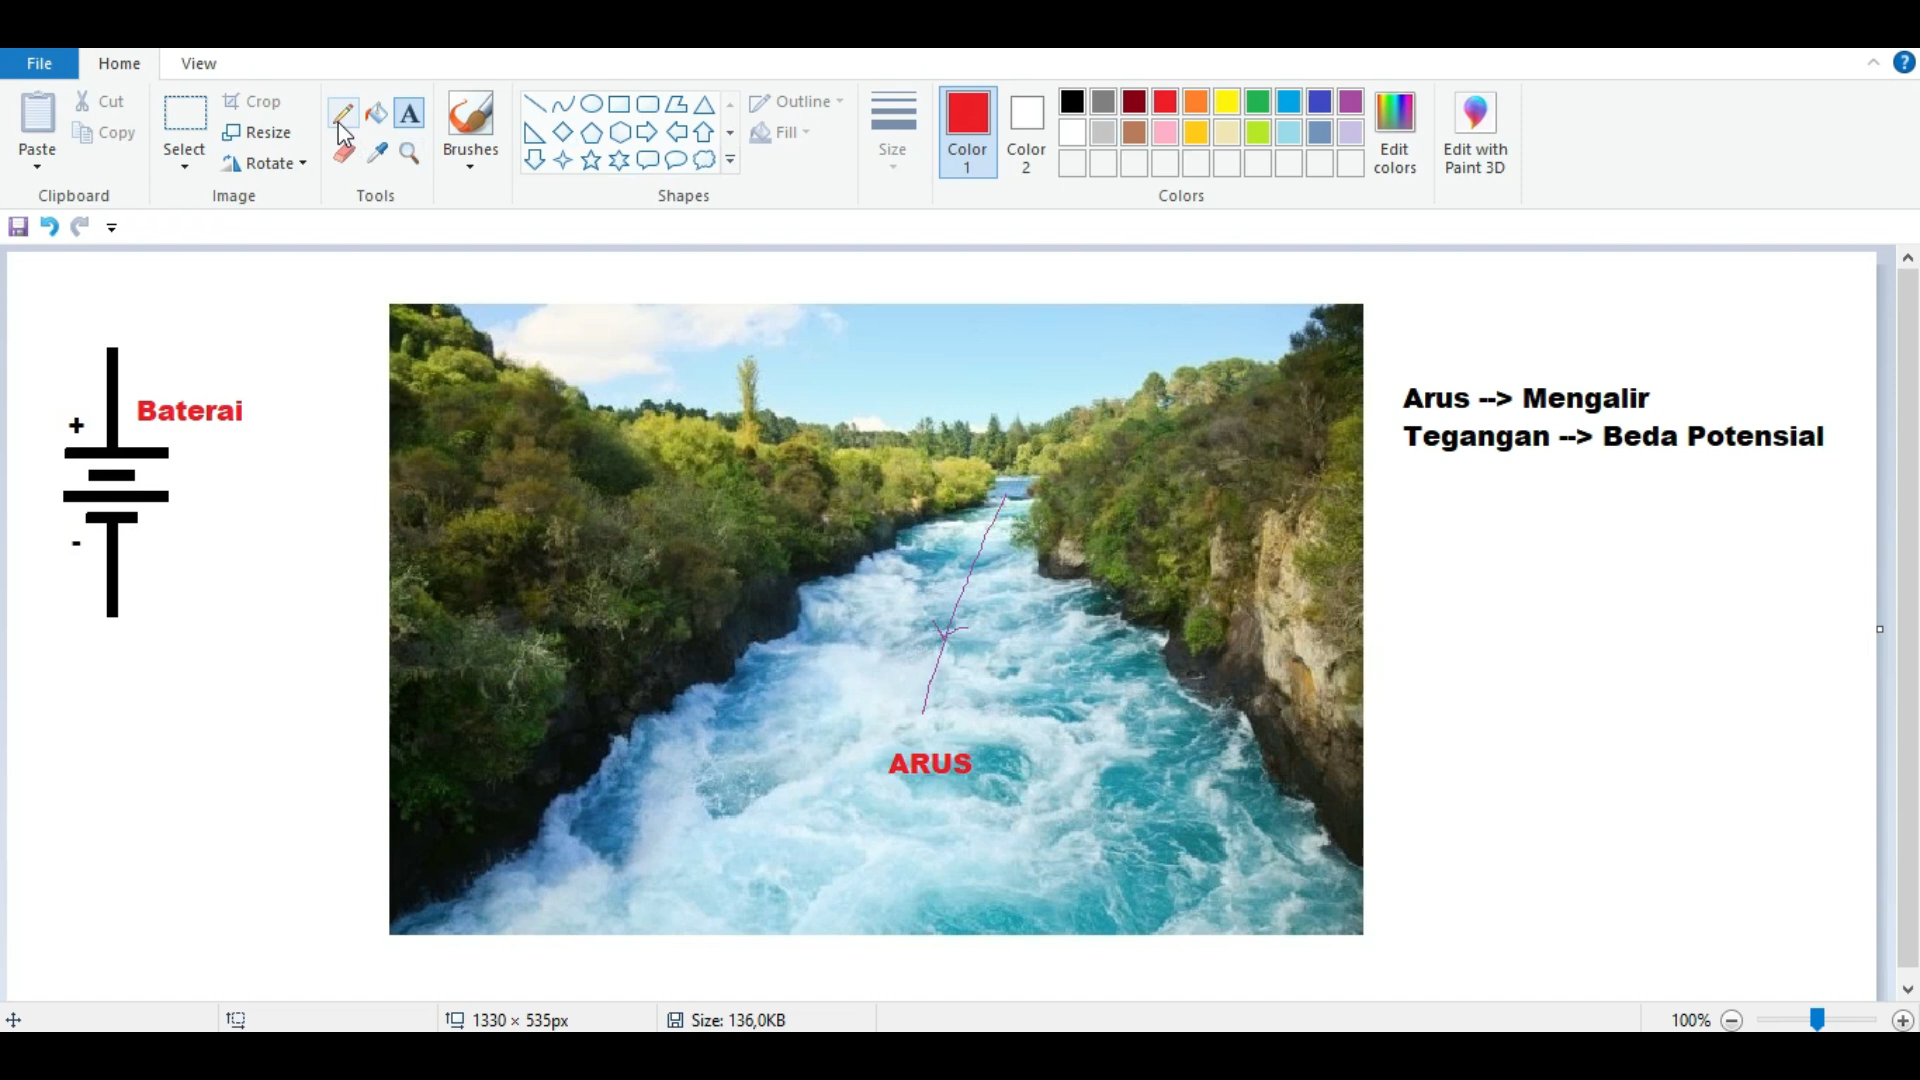 File Home View
Paste
Cut
Copy
Clipboard
Select
Crop
Resize
Rotate
Image
A
Tools
Brushes
Shapes
Outline
Fill
Size
Color 1
Color 2
Edit colors
Colors
Edit with Paint 3D
?
+
Baterai
-
ARUS
Arus --> Mengalir
Tegangan --> Beda Potensial
1330 × 535px
Size: 136,0KB
100%